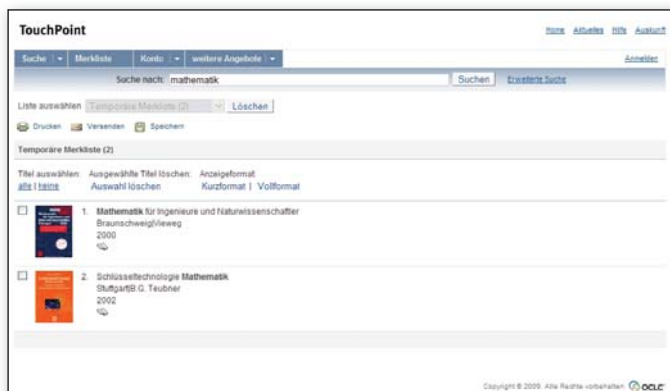 TouchPoint
Home Aktuelles Hilfe Auskunft
Suche Merkliste Konto weitere Angebote Anmelden
Suche nach: mathematik Suchen Erweiterte Suche
Liste auswählen Temporäre Merkliste (2) Löschen
Drucken Versenden Speichern
Temporäre Merkliste (2)
Titel auswählen: Ausgewählte Titel löschen: Anzeigeformat
alle | keine Auswahl löschen Kurzformat | Vollformat
1. Mathematik für Ingenieure und Naturwissenschaftler
Braunschweig|Vieweg
2000
2. Schlüsseltechnologie Mathematik
Stuttgart|B.G. Teubner
2002
Copyright © 2009. Alle Rechte vorbehalten. OCLC